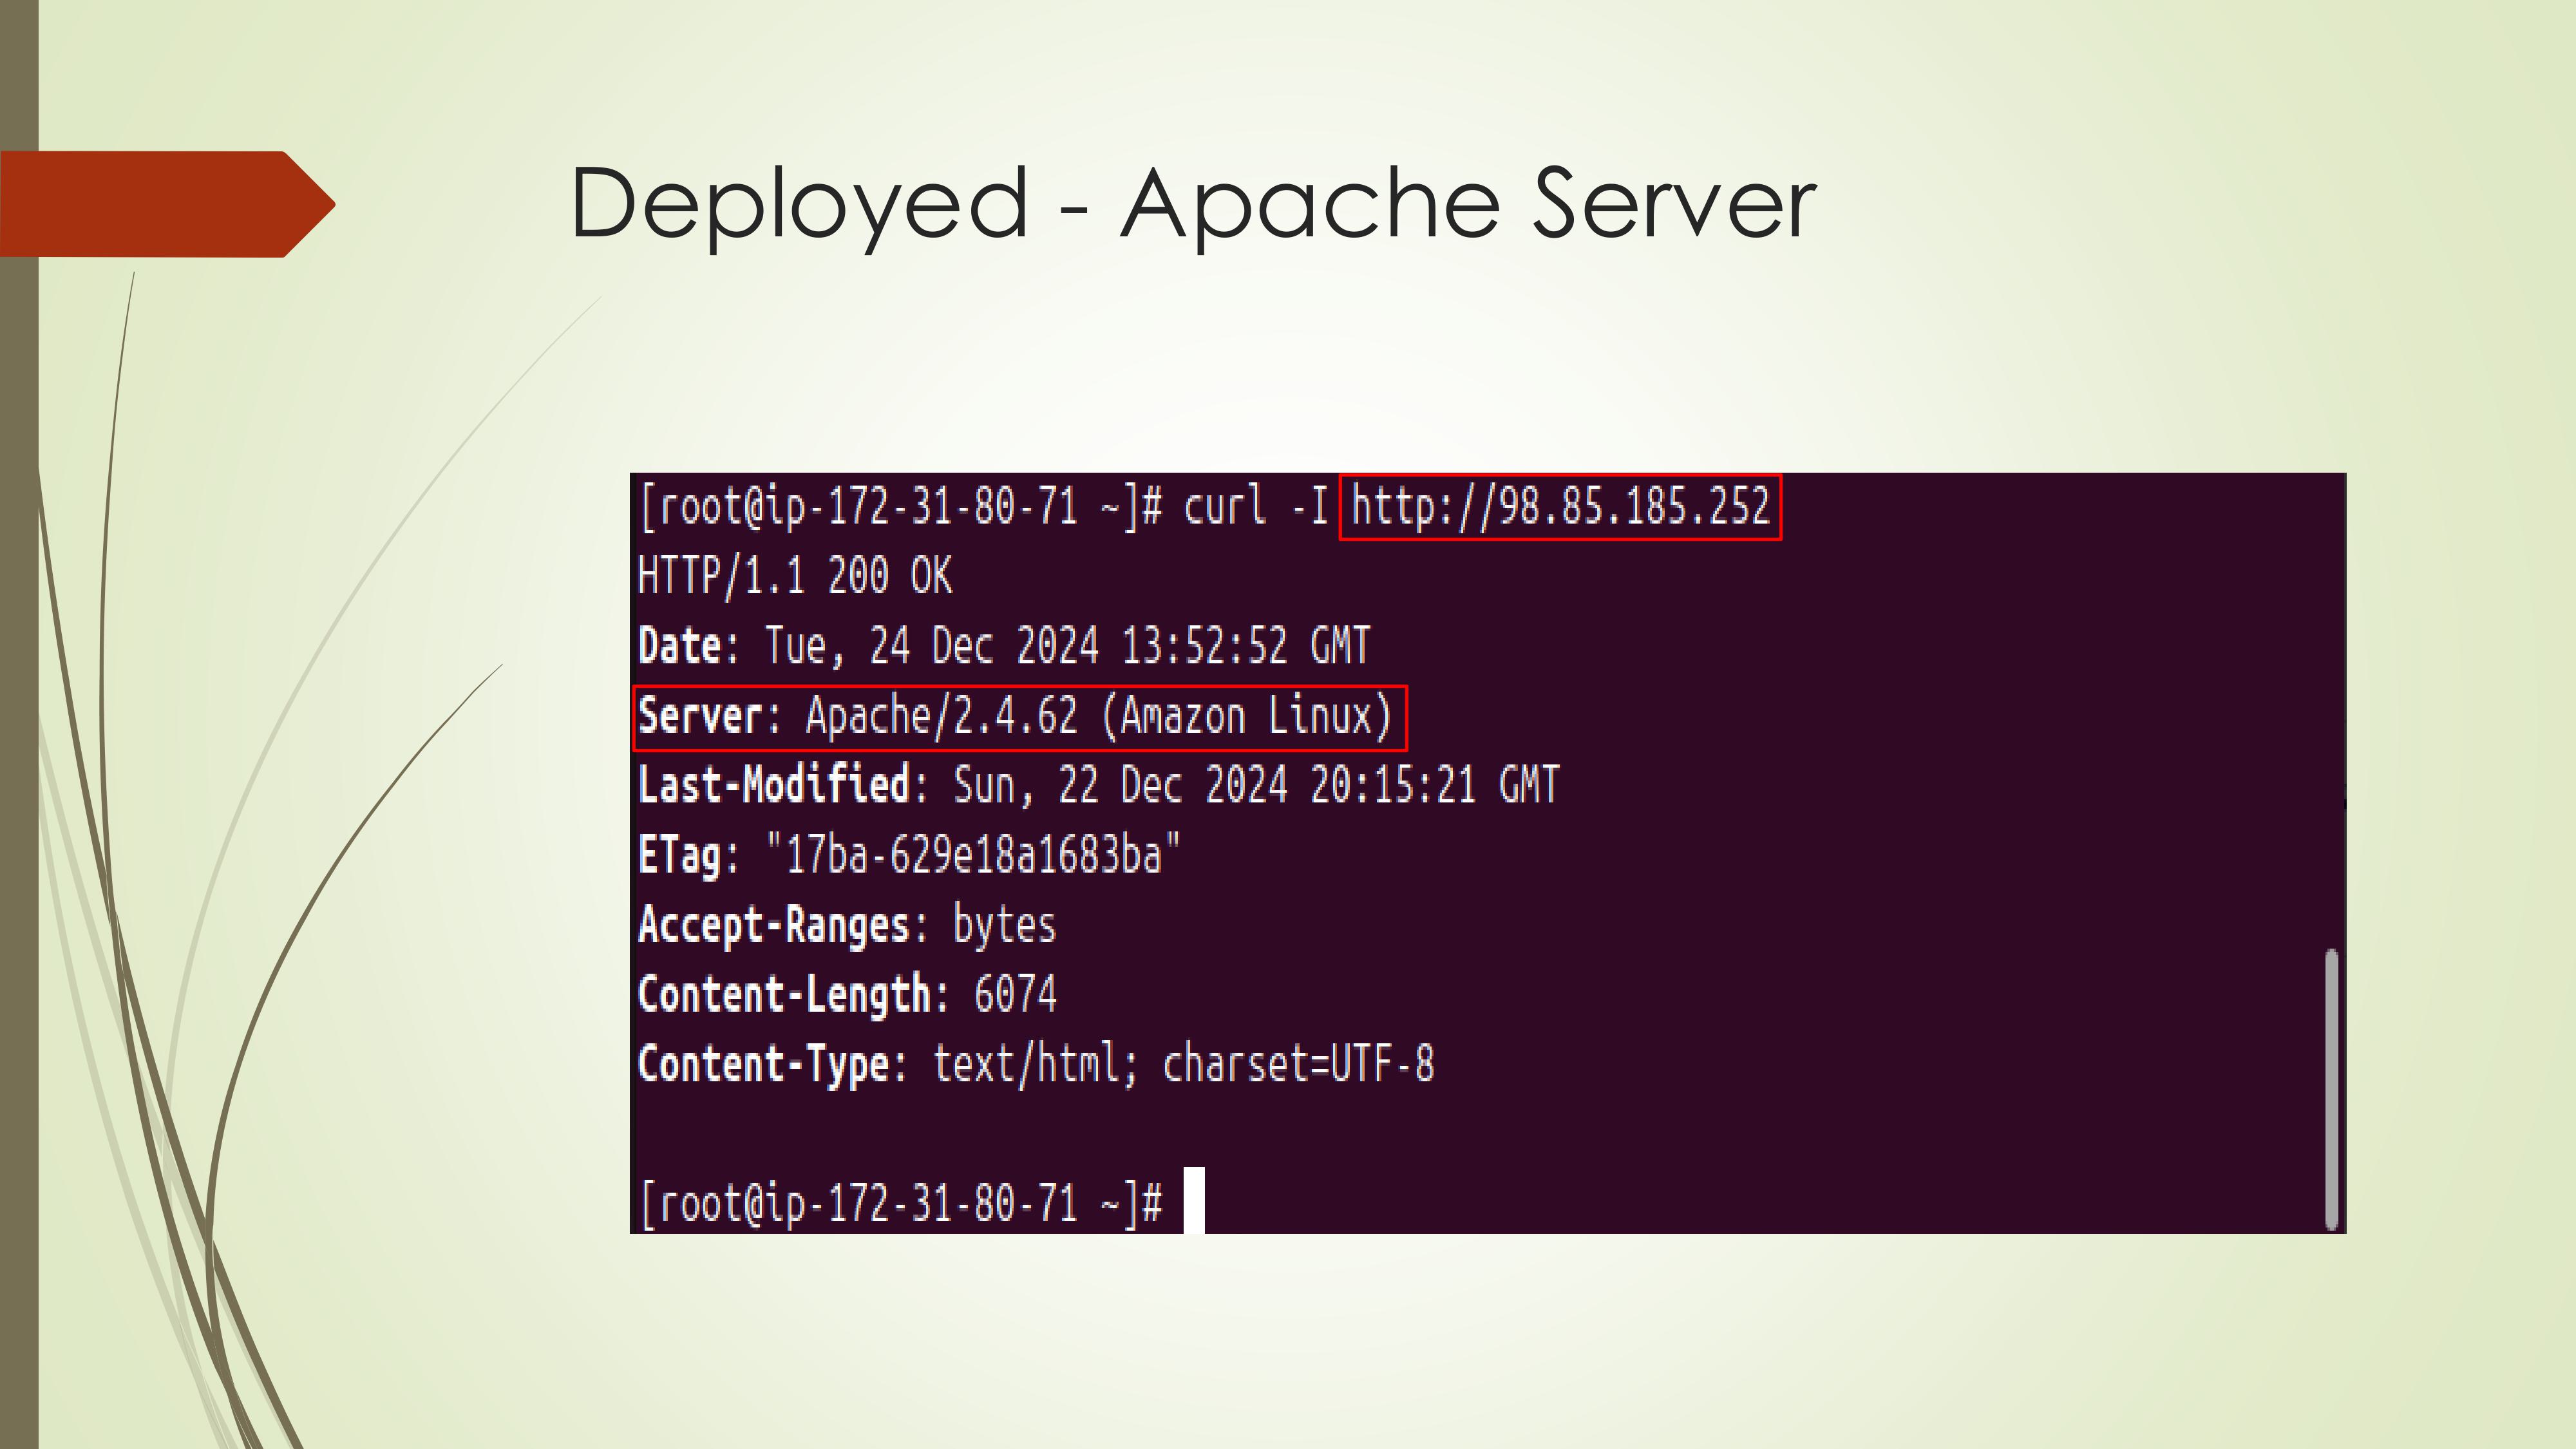 Deployed - Apache Server
[root@ip-172-31-80-71 ~]# curl -I http://98.85.185.252
HTTP/1.1 200 OK
Date: Tue, 24 Dec 2024 13:52:52 GMT
Server: Apache/2.4.62 (Amazon Linux)
Last-Modified: Sun, 22 Dec 2024 20:15:21 GMT
ETag: "17ba-629e18a1683ba"
Accept-Ranges: bytes
Content-Length: 6074
Content-Type: text/html; charset=UTF-8
[root@ip-172-31-80-71 ~]#